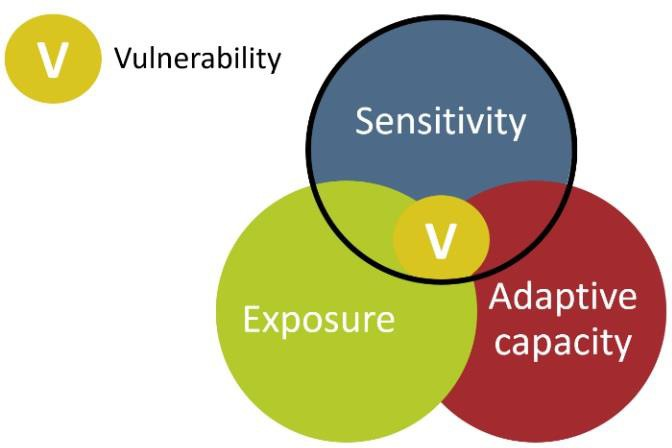 V Vulnerability
Sensitivity
V
Exposure
Adaptive
capacity